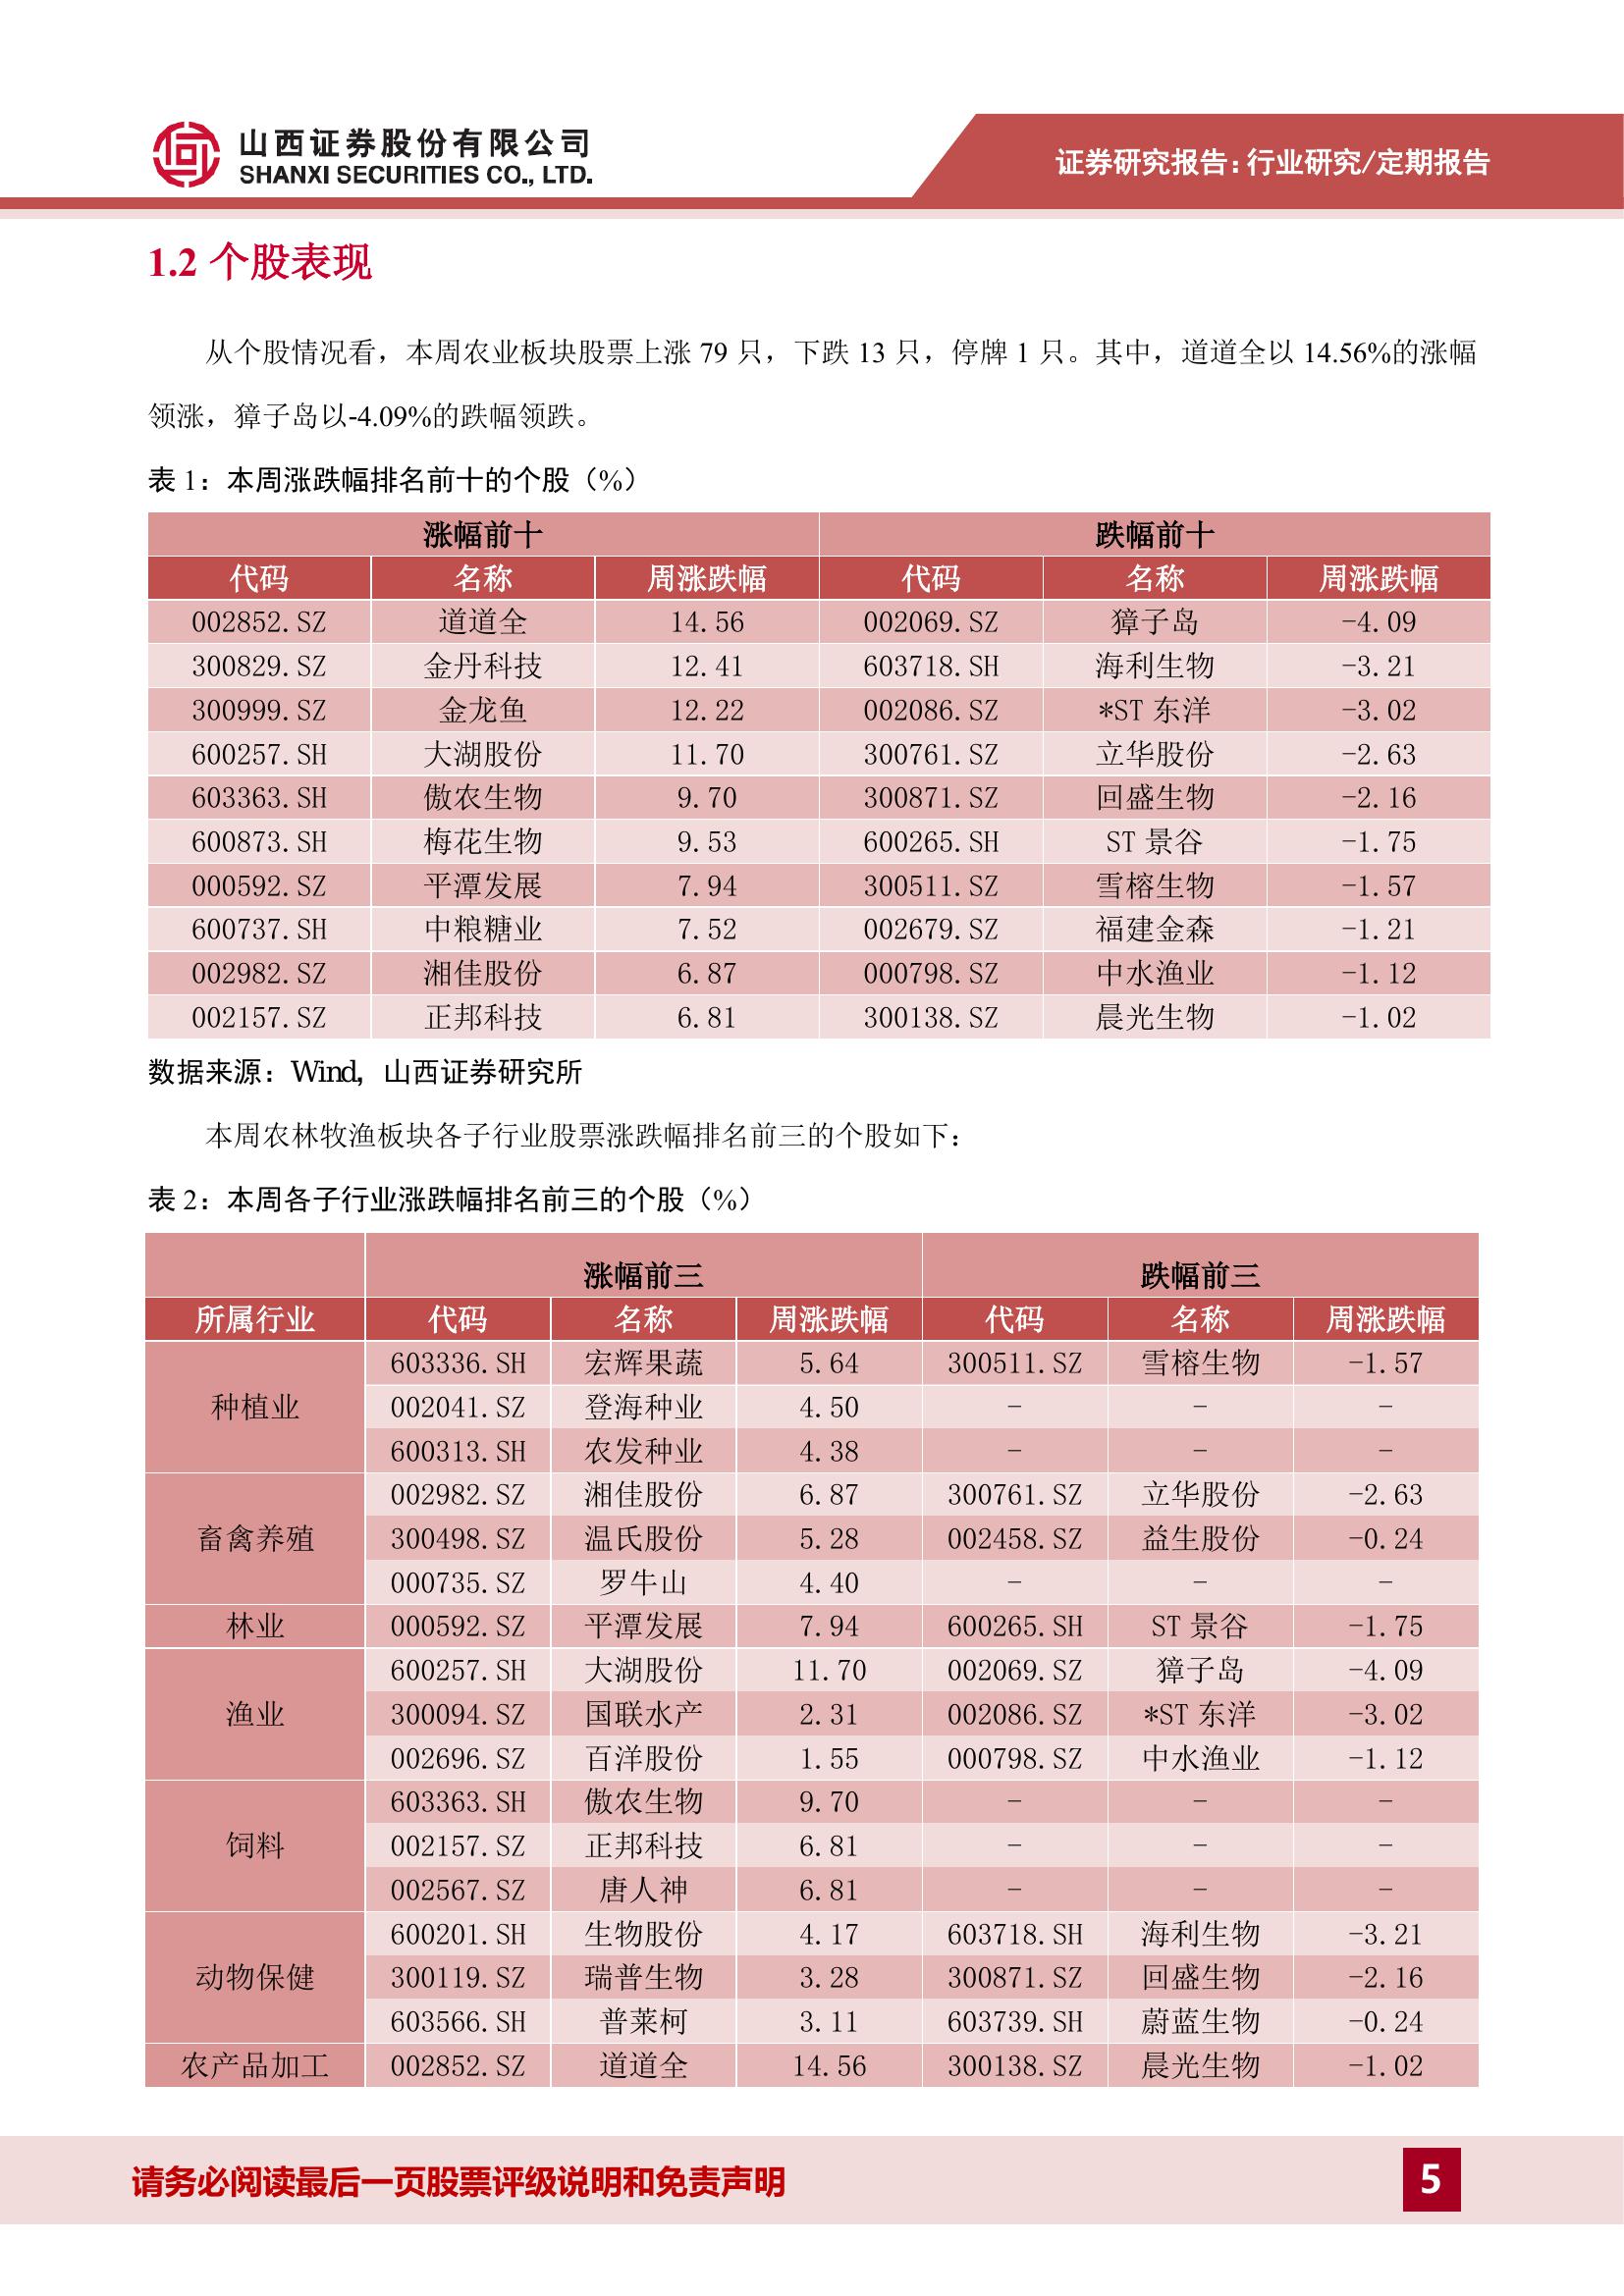 山西证券股份有限公司
SHANXI SECURITIES CO., LTD.
证券研究报告：行业研究/定期报告
1.2 个股表现
从个股情况看，本周农业板块股票上涨 79 只，下跌 13 只，停牌 1 只。其中，道道全以 14.56%的涨幅
领涨，獐子岛以-4.09%的跌幅领跌。
表 1：本周涨跌幅排名前十的个股（%）
涨幅前十 跌幅前十
代码 名称 周涨跌幅 代码 名称 周涨跌幅
002852.SZ 道道全 14.56 002069.SZ 獐子岛 -4.09
300829.SZ 金丹科技 12.41 603718.SH 海利生物 -3.21
300999.SZ 金龙鱼 12.22 002086.SZ *ST 东洋 -3.02
600257.SH 大湖股份 11.70 300761.SZ 立华股份 -2.63
603363.SH 傲农生物 9.70 300871.SZ 回盛生物 -2.16
600873.SH 梅花生物 9.53 600265.SH ST 景谷 -1.75
000592.SZ 平潭发展 7.94 300511.SZ 雪榕生物 -1.57
600737.SH 中粮糖业 7.52 002679.SZ 福建金森 -1.21
002982.SZ 湘佳股份 6.87 000798.SZ 中水渔业 -1.12
002157.SZ 正邦科技 6.81 300138.SZ 晨光生物 -1.02
数据来源：Wind，山西证券研究所
本周农林牧渔板块各子行业股票涨跌幅排名前三的个股如下：
表 2：本周各子行业涨跌幅排名前三的个股（%）
涨幅前三 跌幅前三
所属行业 代码 名称 周涨跌幅 代码 名称 周涨跌幅
种植业 603336.SH 宏辉果蔬 5.64 300511.SZ 雪榕生物 -1.57
002041.SZ 登海种业 4.50 - - -
600313.SH 农发种业 4.38 - - -
畜禽养殖 002982.SZ 湘佳股份 6.87 300761.SZ 立华股份 -2.63
300498.SZ 温氏股份 5.28 002458.SZ 益生股份 -0.24
000735.SZ 罗牛山 4.40 - - -
林业 000592.SZ 平潭发展 7.94 600265.SH ST 景谷 -1.75
渔业 600257.SH 大湖股份 11.70 002069.SZ 獐子岛 -4.09
300094.SZ 国联水产 2.31 002086.SZ *ST 东洋 -3.02
002696.SZ 百洋股份 1.55 000798.SZ 中水渔业 -1.12
饲料 603363.SH 傲农生物 9.70 - - -
002157.SZ 正邦科技 6.81 - - -
002567.SZ 唐人神 6.81 - - -
动物保健 600201.SH 生物股份 4.17 603718.SH 海利生物 -3.21
300119.SZ 瑞普生物 3.28 300871.SZ 回盛生物 -2.16
603566.SH 普莱柯 3.11 603739.SH 蔚蓝生物 -0.24
农产品加工 002852.SZ 道道全 14.56 300138.SZ 晨光生物 -1.02
请务必阅读最后一页股票评级说明和免责声明
5